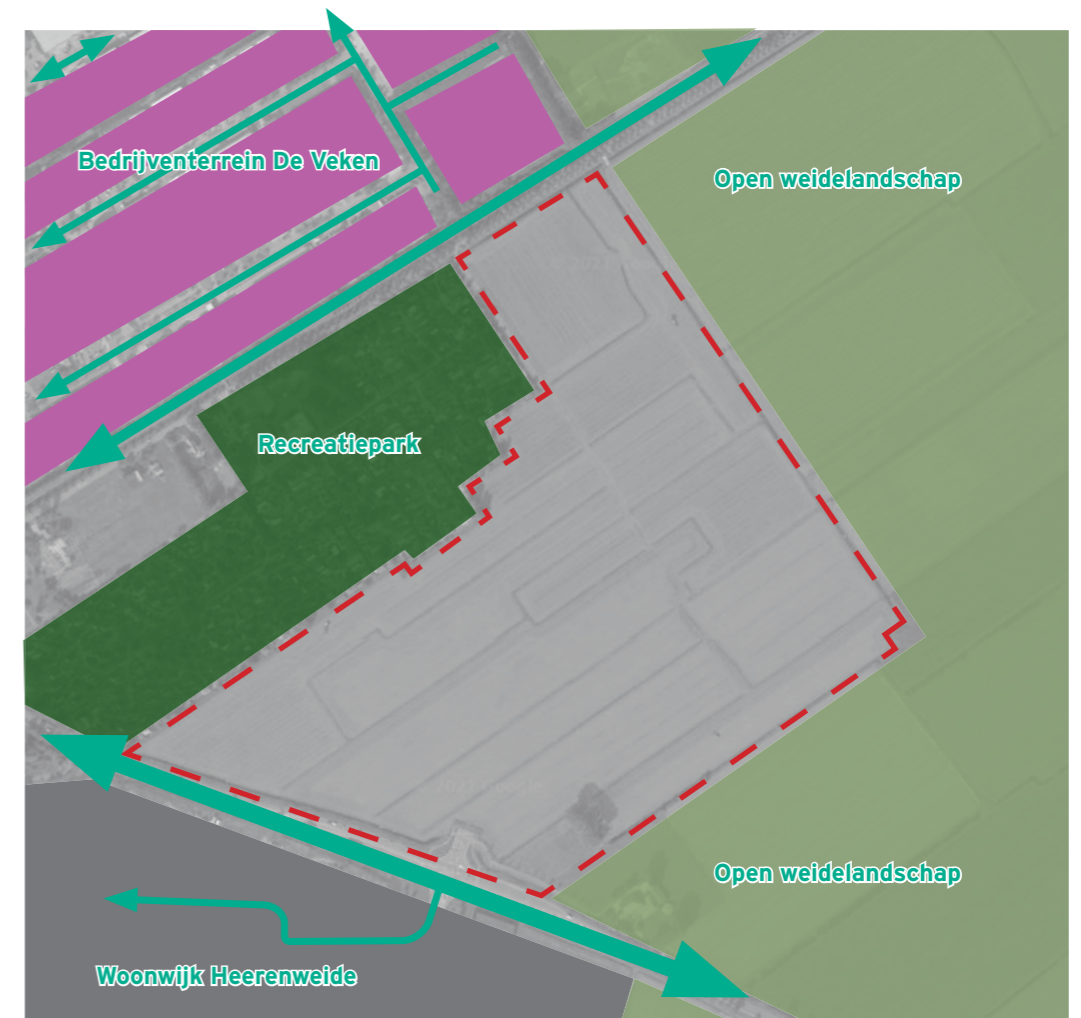 Bedrijventerrein De Veken
Open weidelandschap
Recreatiepark
Open weidelandschap
Woonwijk Heerenweide